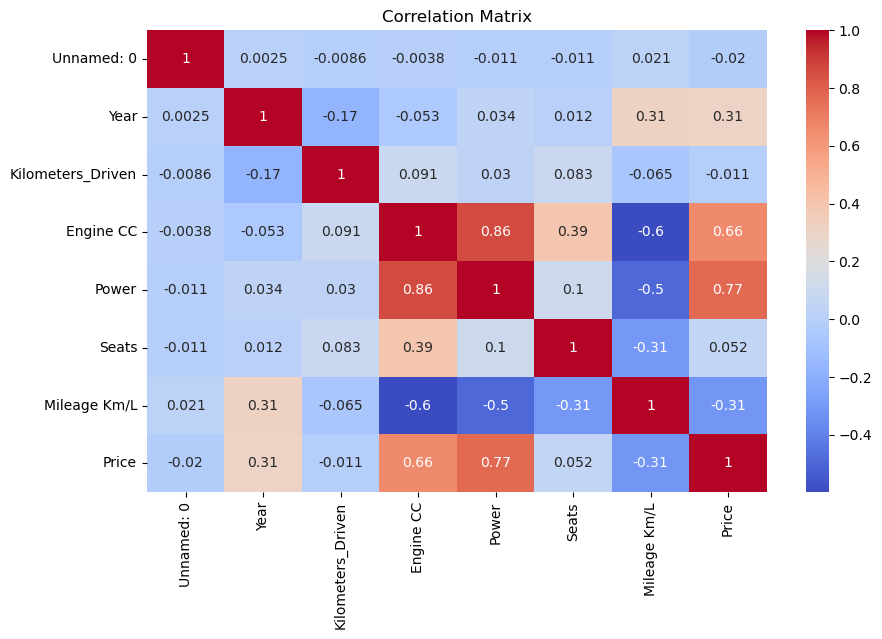 Correlation Matrix
Unnamed: 0 1 0.0025 -0.0086 -0.0038 -0.011 -0.011 0.021 -0.02
Year 0.0025 1 -0.17 -0.053 0.034 0.012 0.31 0.31
Kilometers_Driven -0.0086 -0.17 1 0.091 0.03 0.083 -0.065 -0.011
Engine CC -0.0038 -0.053 0.091 1 0.86 0.39 -0.6 0.66
Power -0.011 0.034 0.03 0.86 1 0.1 -0.5 0.77
Seats -0.011 0.012 0.083 0.39 0.1 1 -0.31 0.052
Mileage Km/L 0.021 0.31 -0.065 -0.6 -0.5 -0.31 1 -0.31
Price -0.02 0.31 -0.011 0.66 0.77 0.052 -0.31 1
Unnamed: 0
Year
Kilometers_Driven
Engine CC
Power
Seats
Mileage Km/L
Price
1.0
0.8
0.6
0.4
0.2
0.0
−0.2
−0.4